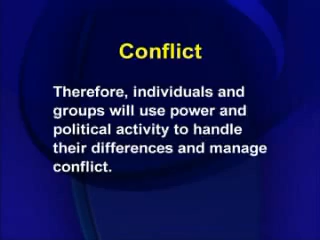 Conflict
Therefore, individuals and
groups will use power and
political activity to handle
their differences and manage
conflict.